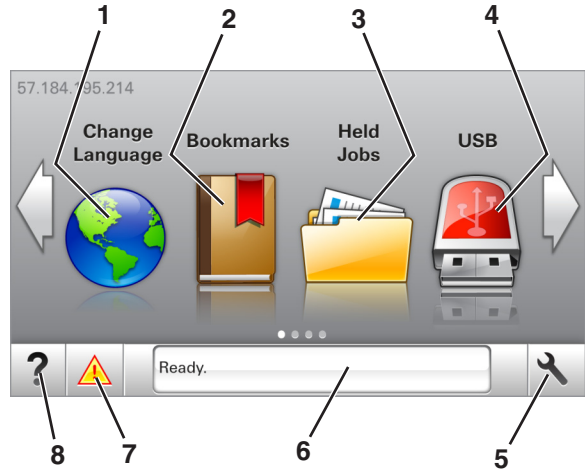 1 2 3 4
57.184.195.214
Change
Language
Bookmarks
Held
Jobs
USB
?
Ready.
8 7 6 5